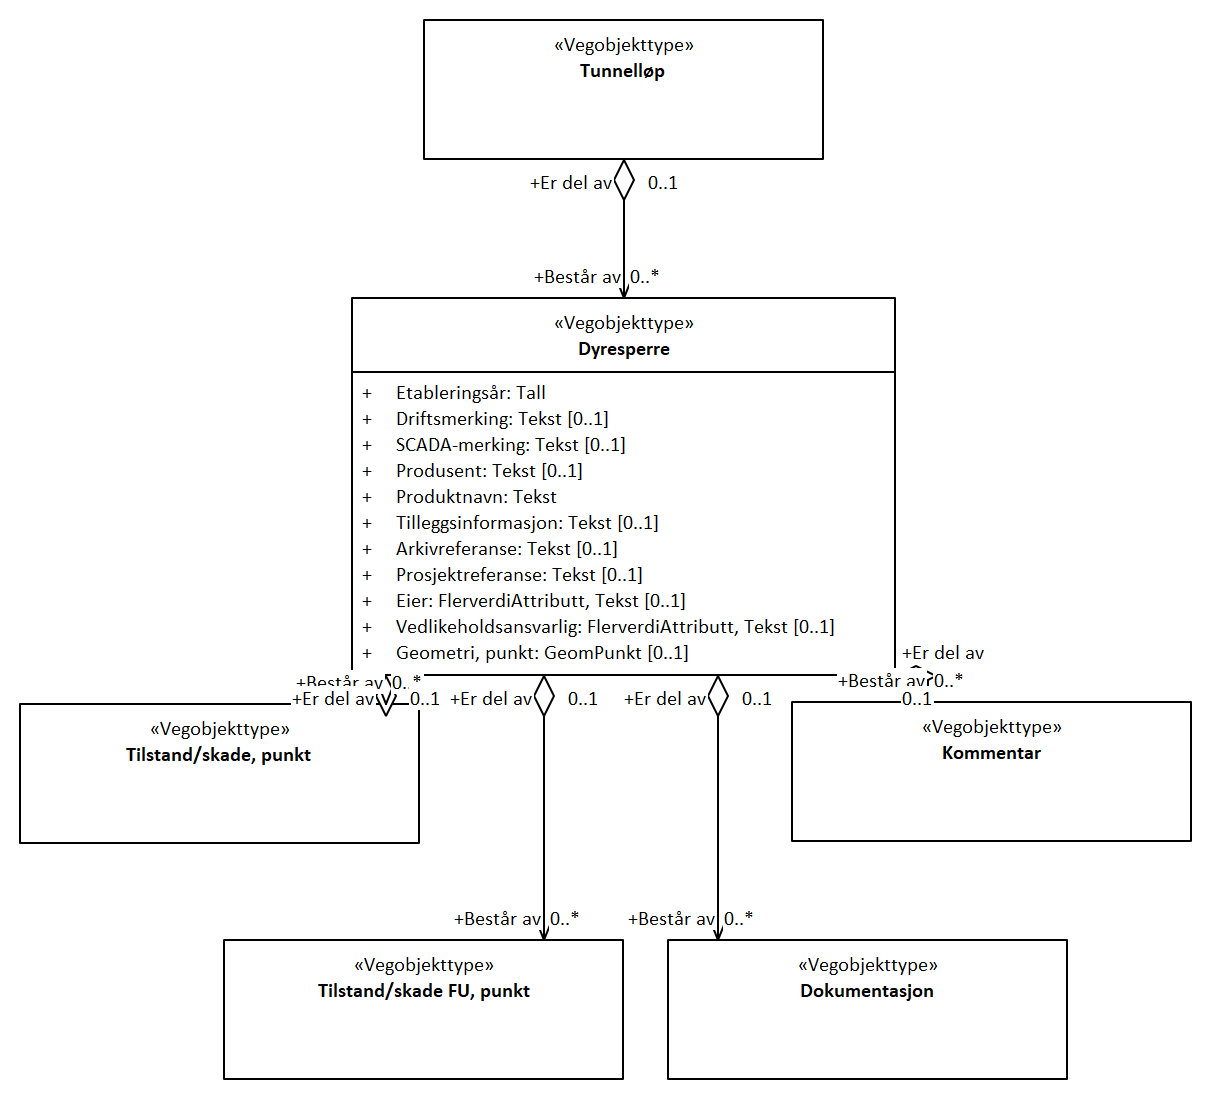 «Vegobjekttype»
Tunnelløp
+Er del av 0..1
+Består av 0..*
«Vegobjekttype»
Dyresperre
+ Etableringsår: Tall
+ Driftsmerking: Tekst [0..1]
+ SCADA-merking: Tekst [0..1]
+ Produsent: Tekst [0..1]
+ Produktnavn: Tekst
+ Tilleggsinformasjon: Tekst [0..1]
+ Arkivreferanse: Tekst [0..1]
+ Prosjektreferanse: Tekst [0..1]
+ Eier: FlerverdiAttributt, Tekst [0..1]
+ Vedlikeholdsansvarlig: FlerverdiAttributt, Tekst [0..1]
+ Geometri, punkt: GeomPunkt [0..1]
+Er del av
+Består av 0..*
+Består av 0..*
+Er del av 0..1
+Er del av 0..1
+Er del av 0..1
0..1
«Vegobjekttype»
Tilstand/skade, punkt
«Vegobjekttype»
Kommentar
+Består av 0..*
+Består av 0..*
«Vegobjekttype»
Tilstand/skade FU, punkt
«Vegobjekttype»
Dokumentasjon